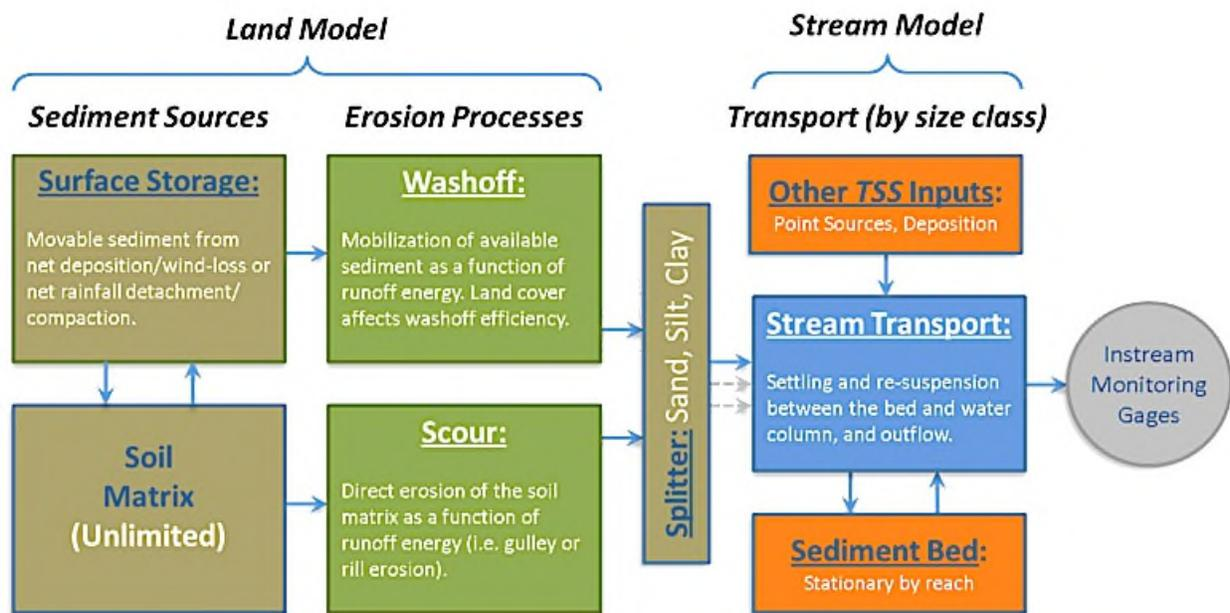 Land Model
Stream Model
Sediment Sources
Erosion Processes
Transport (by size class)
Surface Storage:
Movable sediment from
net deposition/wind-loss or
net rainfall detachment/
compaction.
Washoff:
Mobilization of available
sediment as a function of
runoff energy. Land cover
affects washoff efficiency.
Soil
Matrix
(Unlimited)
Scour:
Direct erosion of the soil
matrix as a function of
runoff energy (i.e. gulley or
rill erosion).
Splitter: Sand, Silt, Clay
Other TSS Inputs:
Point Sources, Deposition
Stream Transport:
Settling and re-suspension
between the bed and water
column, and outflow.
Sediment Bed:
Stationary by reach
Instream
Monitoring
Gages